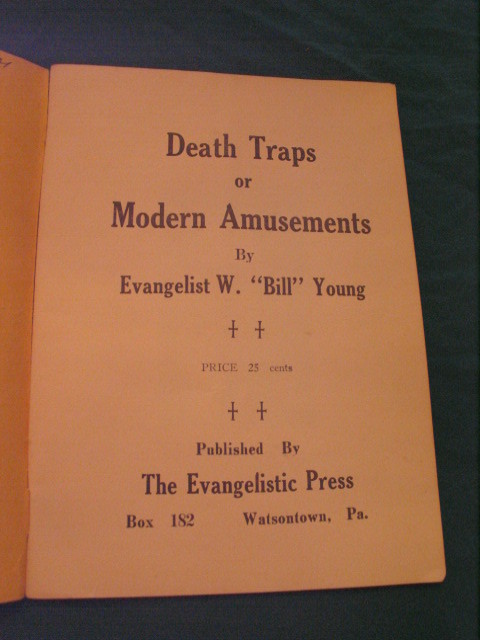 Death Traps
or
Modern Amusements
By
Evangelist W. "Bill" Young
PRICE 25 cents
Published By
The Evangelistic Press
Box 182 Watsontown, Pa.